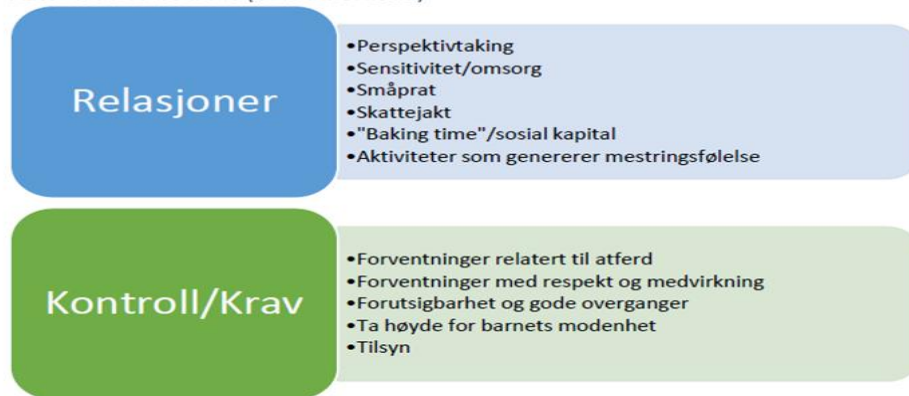 Relasjoner
•Perspektivtaking
•Sensitivitet/omsorg
•Småprat
•Skattejakt
•"Baking time"/sosial kapital
•Aktiviteter som genererer mestringsfølelse
Kontroll/Krav
•Forventninger relatert til atferd
•Forventninger med respekt og medvirkning
•Forutsigbarhet og gode overganger
•Ta høyde for barnets modenhet
•Tilsyn